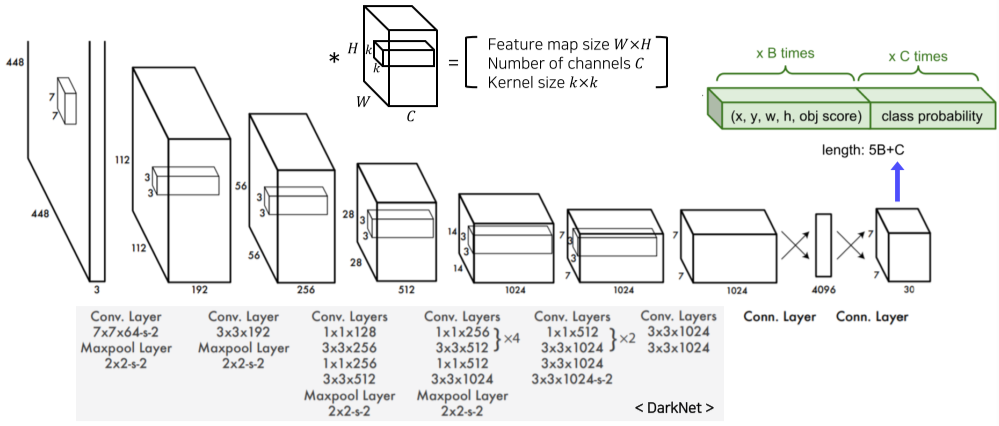 448
7
7
448
3
112
3
3
112
192
56
3
3
56
256
28
3
3
28
512
14
3
3
14
1024
7
3
3
7
1024
7
7
1024
4096
7
7
30
* H k k W C =
Feature map size W×H
Number of channels C
Kernel size k×k
x B times
x C times
(x, y, w, h, obj score)
class probability
length: 5B+C
Conv. Layer
7x7x64-s-2
Maxpool Layer
2x2-s-2
Conv. Layer
3x3x192
Maxpool Layer
2x2-s-2
Conv. Layers
1x1x128
3x3x256
1x1x256
3x3x512
Maxpool Layer
2x2-s-2
Conv. Layers
1x1x256
3x3x512
}×4
1x1x512
3x3x1024
Maxpool Layer
2x2-s-2
Conv. Layers
1x1x512
3x3x1024
}×2
3x3x1024
3x3x1024-s-2
Conv. Layers
3x3x1024
3x3x1024
Conn. Layer
Conn. Layer
< DarkNet >